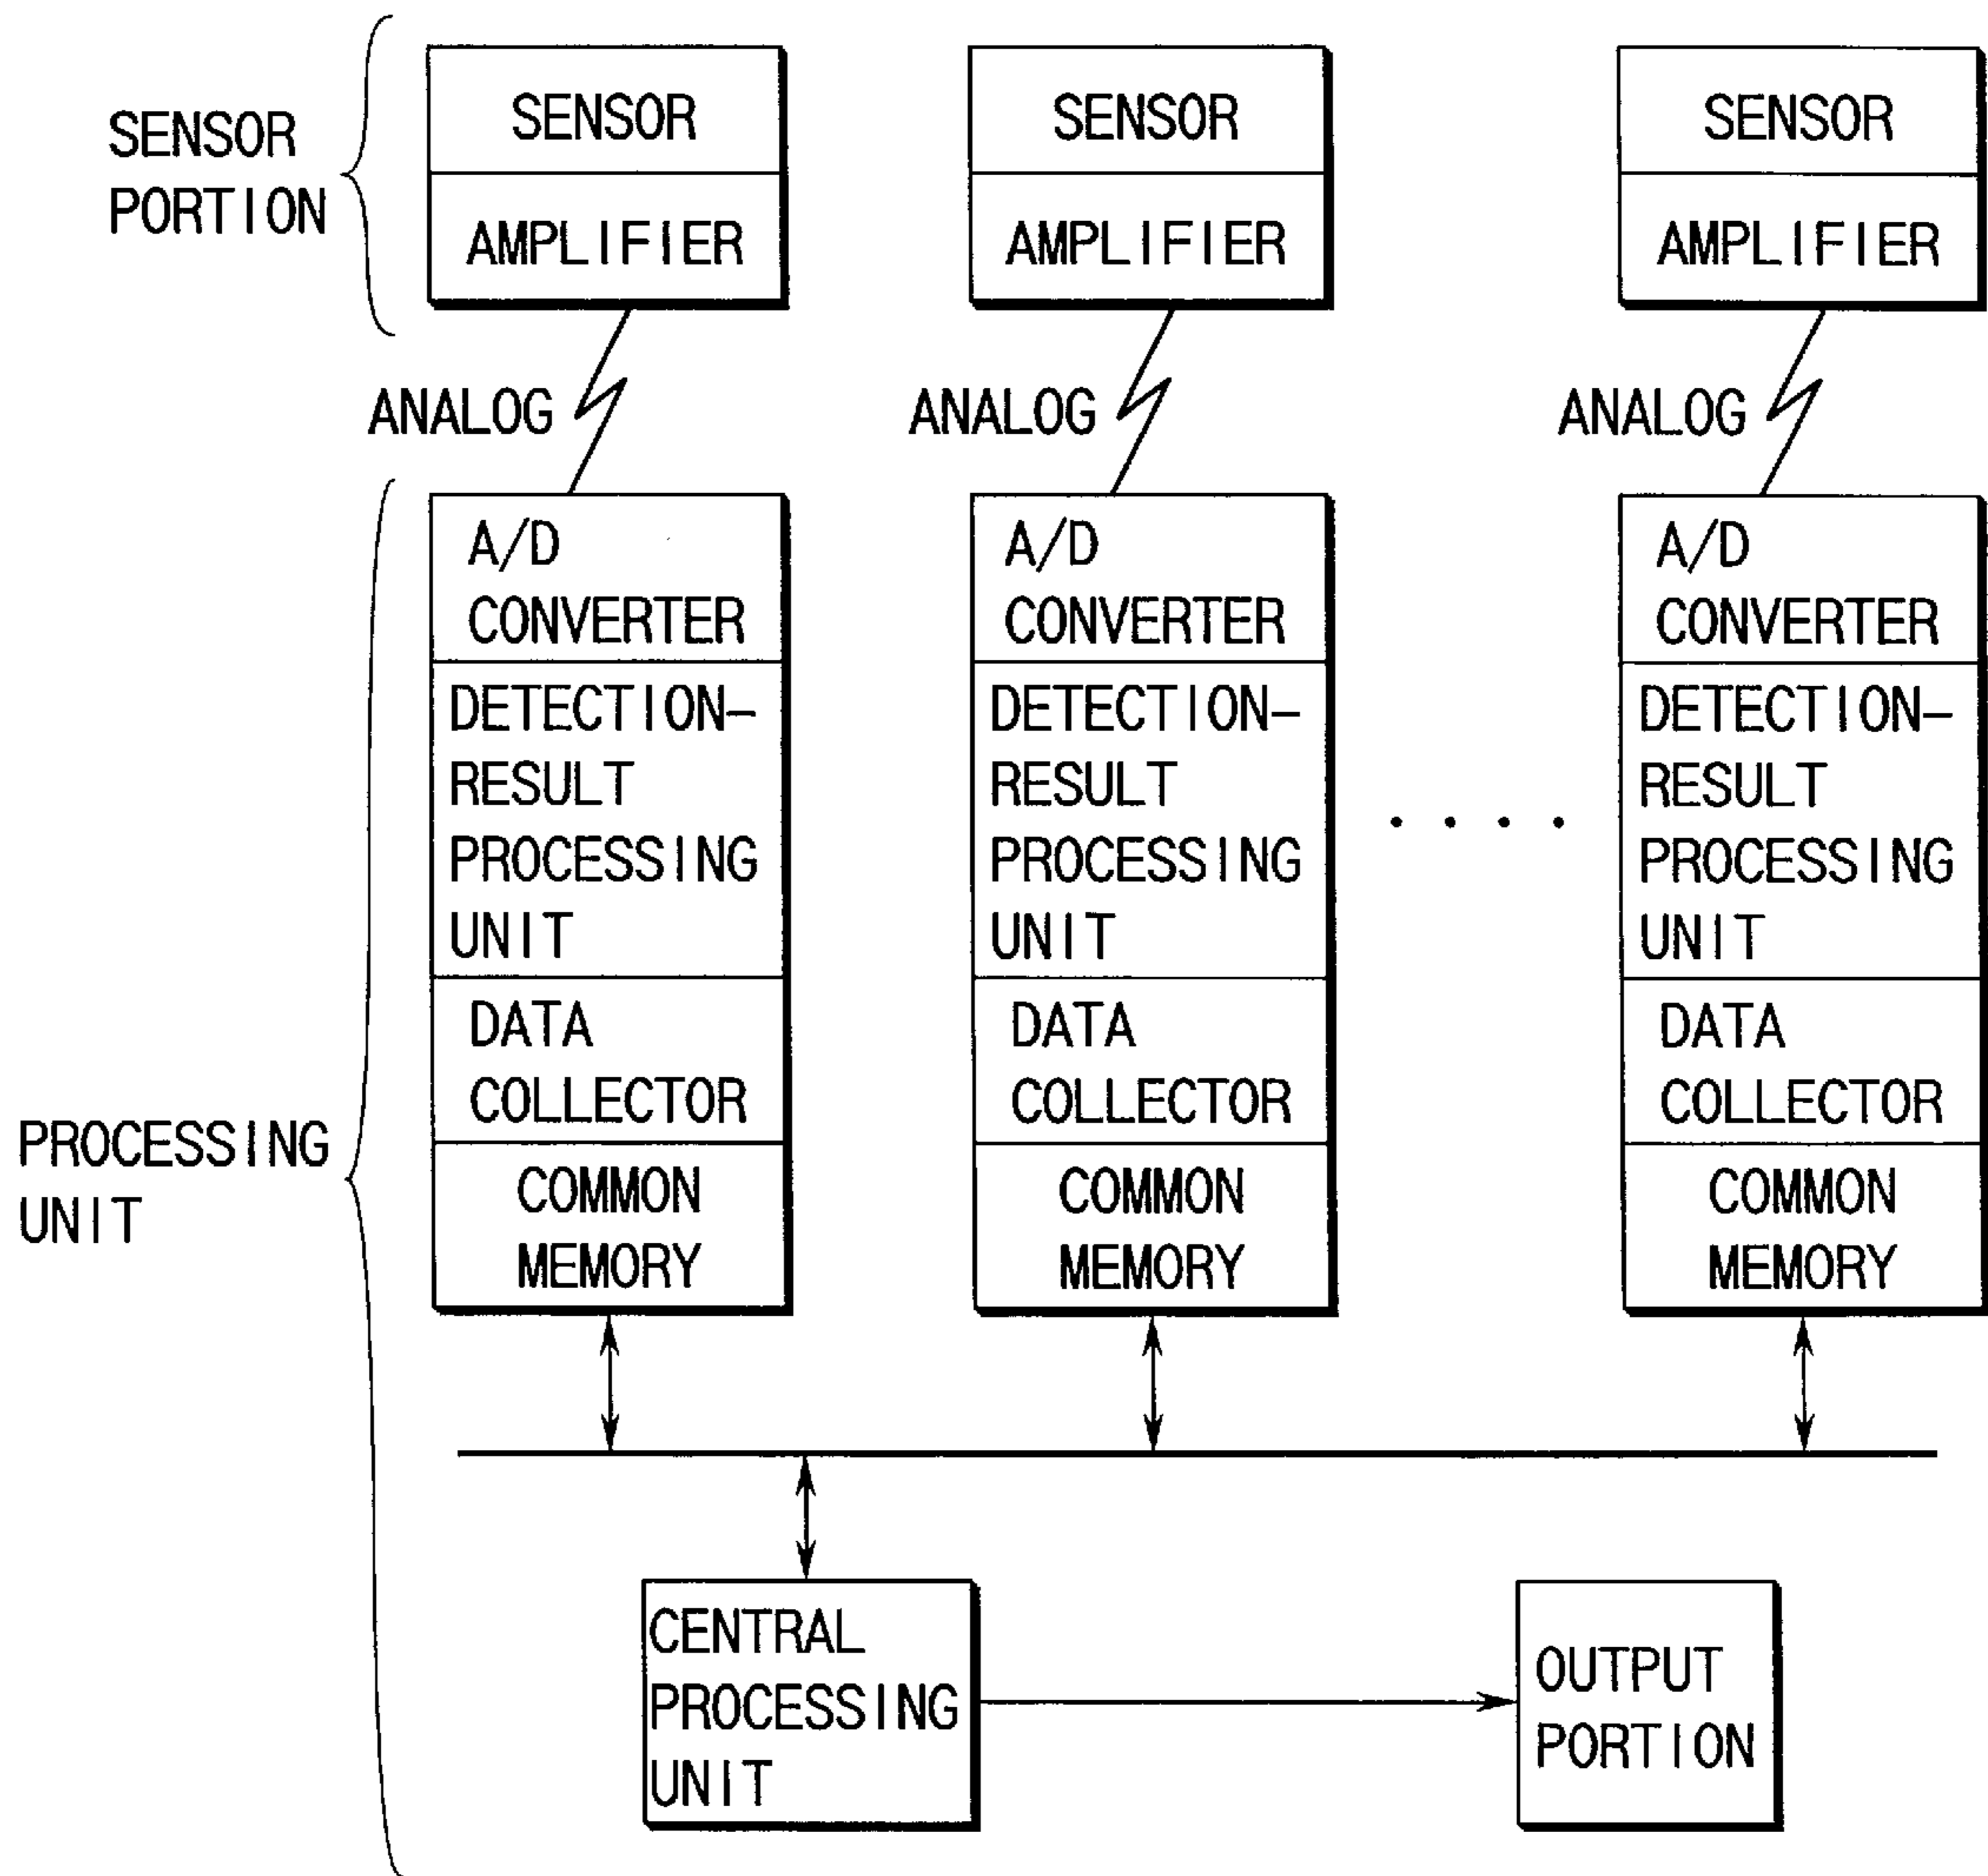 SENSOR
PORTION
SENSOR
AMPLIFIER
SENSOR
AMPLIFIER
SENSOR
AMPLIFIER
ANALOG
ANALOG
ANALOG
PROCESSING
UNIT
A/D
CONVERTER
DETECTION-
RESULT
PROCESSING
UNIT
DATA
COLLECTOR
COMMON
MEMORY
A/D
CONVERTER
DETECTION-
RESULT
PROCESSING
UNIT
DATA
COLLECTOR
COMMON
MEMORY
. . . .
A/D
CONVERTER
DETECTION-
RESULT
PROCESSING
UNIT
DATA
COLLECTOR
COMMON
MEMORY
CENTRAL
PROCESSING
UNIT
OUTPUT
PORTION